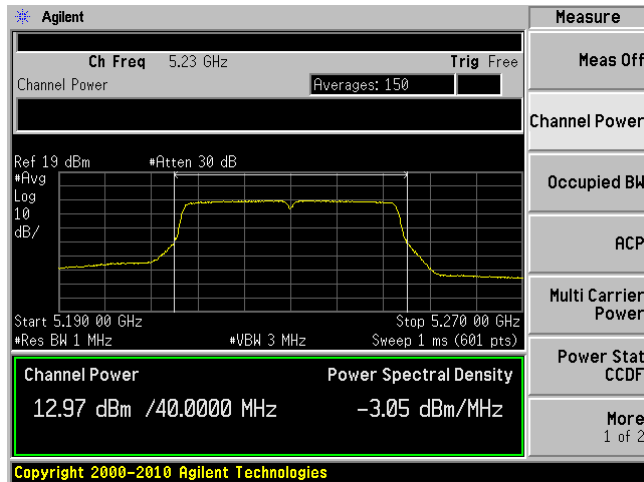 Agilent
Measure
Ch Freq 5.23 GHz Trig Free
Channel Power Averages: 150
Ref 19 dBm #Atten 30 dB
#Avg
Log
10
dB/
Start 5.190 00 GHz Stop 5.270 00 GHz
#Res BW 1 MHz #VBW 3 MHz Sweep 1 ms (601 pts)
Channel Power Power Spectral Density
12.97 dBm /40.0000 MHz -3.05 dBm/MHz
Copyright 2000-2010 Agilent Technologies
Meas Off
Channel Power
Occupied BW
ACP
Multi Carrier
Power
Power Stat
CCDF
More
1 of 2